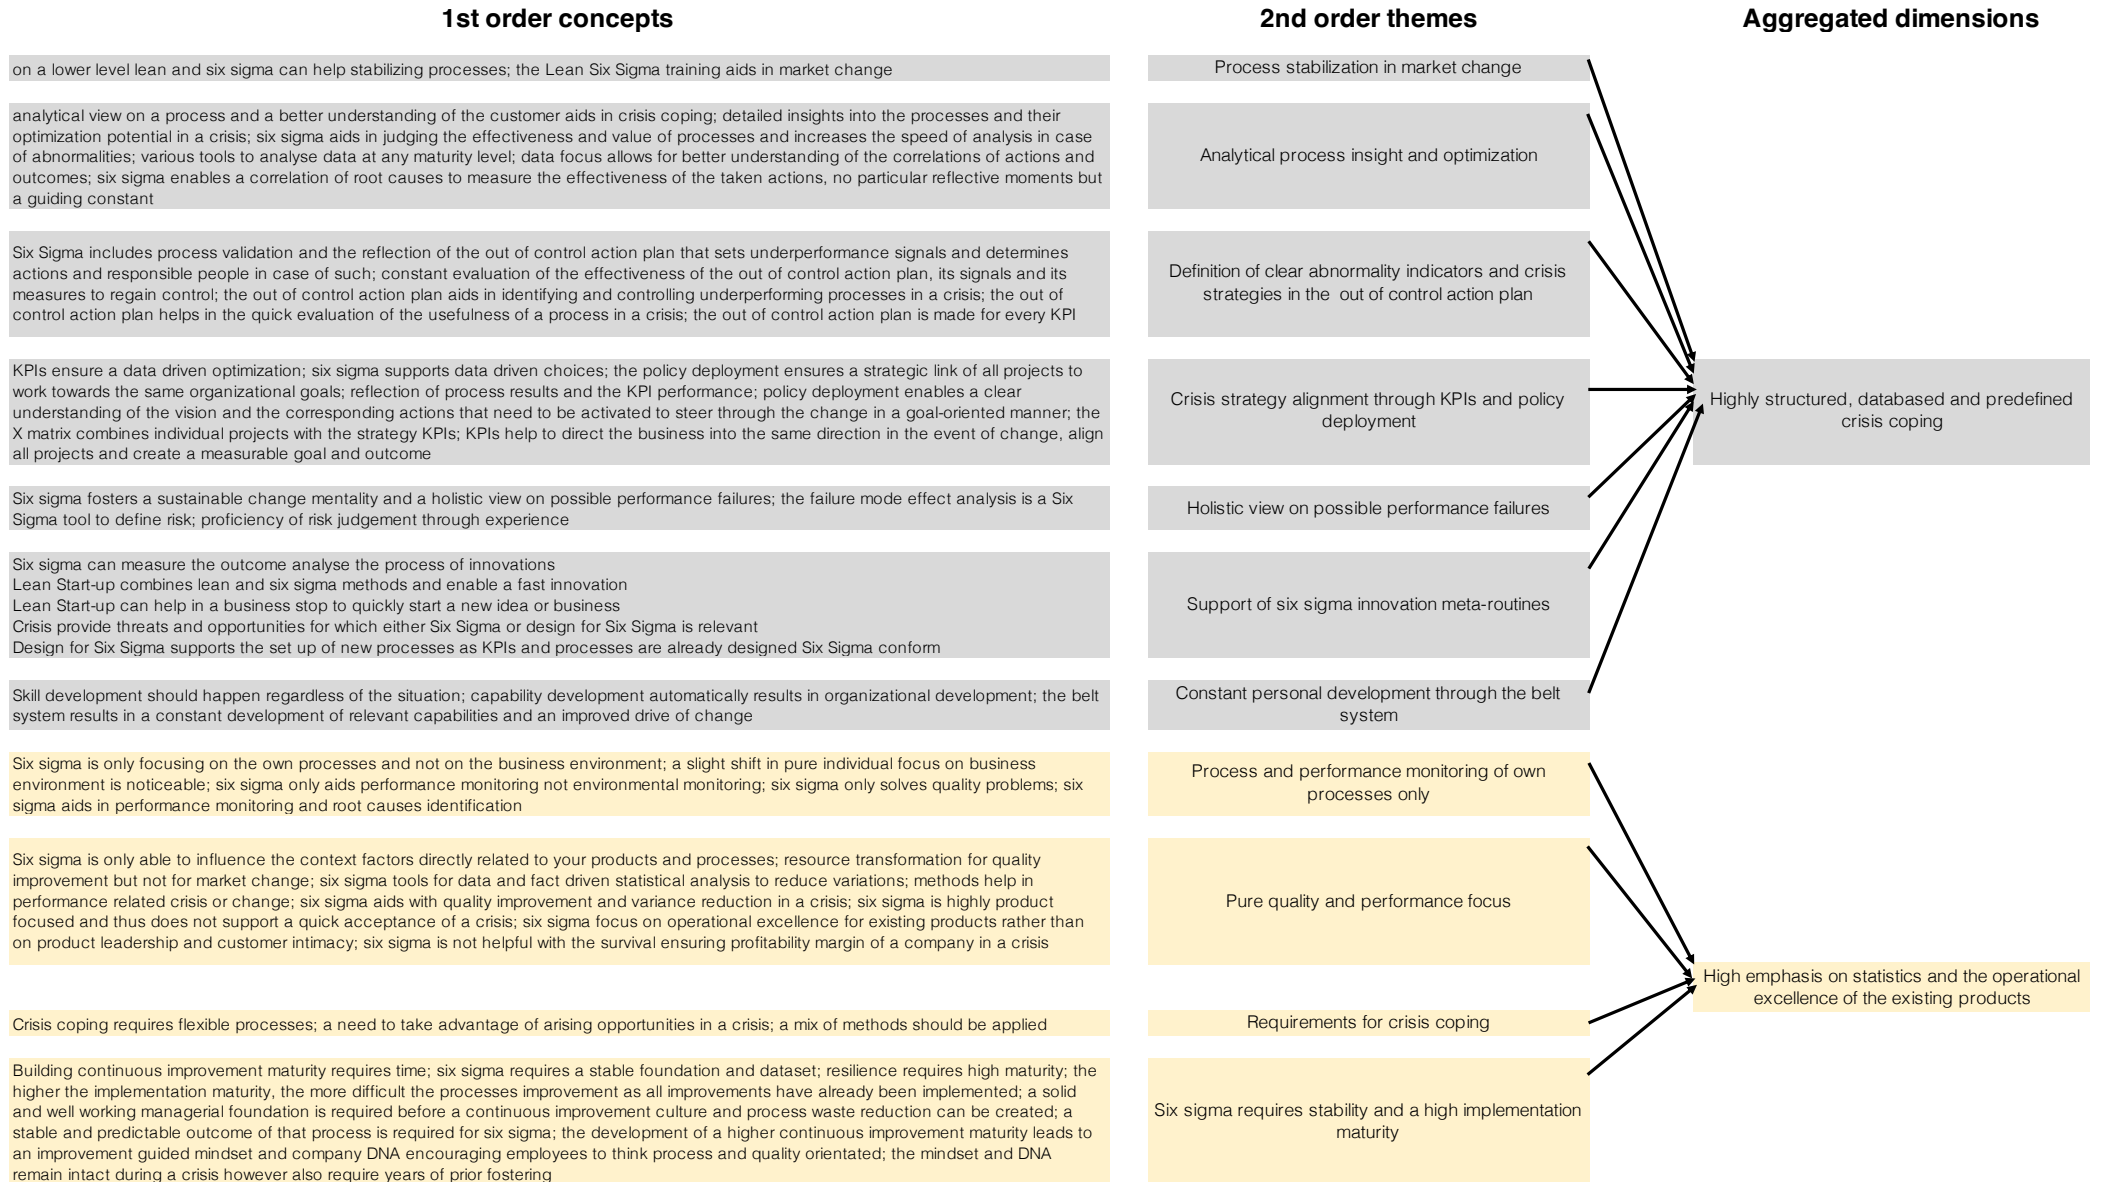 1st order concepts
2nd order themes
Aggregated dimensions
on a lower level lean and six sigma can help stabilizing processes; the Lean Six Sigma training aids in market change
Process stabilization in market change
analytical view on a process and a better understanding of the customer aids in crisis coping; detailed insights into the processes and their
optimization potential in a crisis; six sigma aids in judging the effectiveness and value of processes and increases the speed of analysis in case
of abnormalities; various tools to analyse data at any maturity level; data focus allows for better understanding of the correlations of actions and
outcomes; six sigma enables a correlation of root causes to measure the effectiveness of the taken actions, no particular reflective moments but
a guiding constant
Analytical process insight and optimization
Six Sigma includes process validation and the reflection of the out of control action plan that sets underperformance signals and determines
actions and responsible people in case of such; constant evaluation of the effectiveness of the out of control action plan, its signals and its
measures to regain control; the out of control action plan aids in identifying and controlling underperforming processes in a crisis; the out of
control action plan helps in the quick evaluation of the usefulness of a process in a crisis; the out of control action plan is made for every KPI
Definition of clear abnormality indicators and crisis
strategies in the out of control action plan
KPIs ensure a data driven optimization; six sigma supports data driven choices; the policy deployment ensures a strategic link of all projects to
work towards the same organizational goals; reflection of process results and the KPI performance; policy deployment enables a clear
understanding of the vision and the corresponding actions that need to be activated to steer through the change in a goal-oriented manner; the
X matrix combines individual projects with the strategy KPIs; KPIs help to direct the business into the same direction in the event of change, align
all projects and create a measurable goal and outcome
Crisis strategy alignment through KPIs and policy
deployment
Highly structured, databased and predefined
crisis coping
Six sigma fosters a sustainable change mentality and a holistic view on possible performance failures; the failure mode effect analysis is a Six
Sigma tool to define risk; proficiency of risk judgement through experience
Holistic view on possible performance failures
Six sigma can measure the outcome analyse the process of innovations
Lean Start-up combines lean and six sigma methods and enable a fast innovation
Lean Start-up can help in a business stop to quickly start a new idea or business
Crisis provide threats and opportunities for which either Six Sigma or design for Six Sigma is relevant
Design for Six Sigma supports the set up of new processes as KPIs and processes are already designed Six Sigma conform
Support of six sigma innovation meta-routines
Skill development should happen regardless of the situation; capability development automatically results in organizational development; the belt
system results in a constant development of relevant capabilities and an improved drive of change
Constant personal development through the belt
system
Six sigma is only focusing on the own processes and not on the business environment; a slight shift in pure individual focus on business
environment is noticeable; six sigma only aids performance monitoring not environmental monitoring; six sigma only solves quality problems; six
sigma aids in performance monitoring and root causes identification
Process and performance monitoring of own
processes only
Six sigma is only able to influence the context factors directly related to your products and processes; resource transformation for quality
improvement but not for market change; six sigma tools for data and fact driven statistical analysis to reduce variations; methods help in
performance related crisis or change; six sigma aids with quality improvement and variance reduction in a crisis; six sigma is highly product
focused and thus does not support a quick acceptance of a crisis; six sigma focus on operational excellence for existing products rather than
on product leadership and customer intimacy; six sigma is not helpful with the survival ensuring profitability margin of a company in a crisis
Pure quality and performance focus
High emphasis on statistics and the operational
excellence of the existing products
Crisis coping requires flexible processes; a need to take advantage of arising opportunities in a crisis; a mix of methods should be applied
Requirements for crisis coping
Building continuous improvement maturity requires time; six sigma requires a stable foundation and dataset; resilience requires high maturity; the
higher the implementation maturity, the more difficult the processes improvement as all improvements have already been implemented; a solid
and well working managerial foundation is required before a continuous improvement culture and process waste reduction can be created; a
stable and predictable outcome of that process is required for six sigma; the development of a higher continuous improvement maturity leads to
an improvement guided mindset and company DNA encouraging employees to think process and quality orientated; the mindset and DNA
remain intact during a crisis however also require years of prior fostering
Six sigma requires stability and a high implementation
maturity